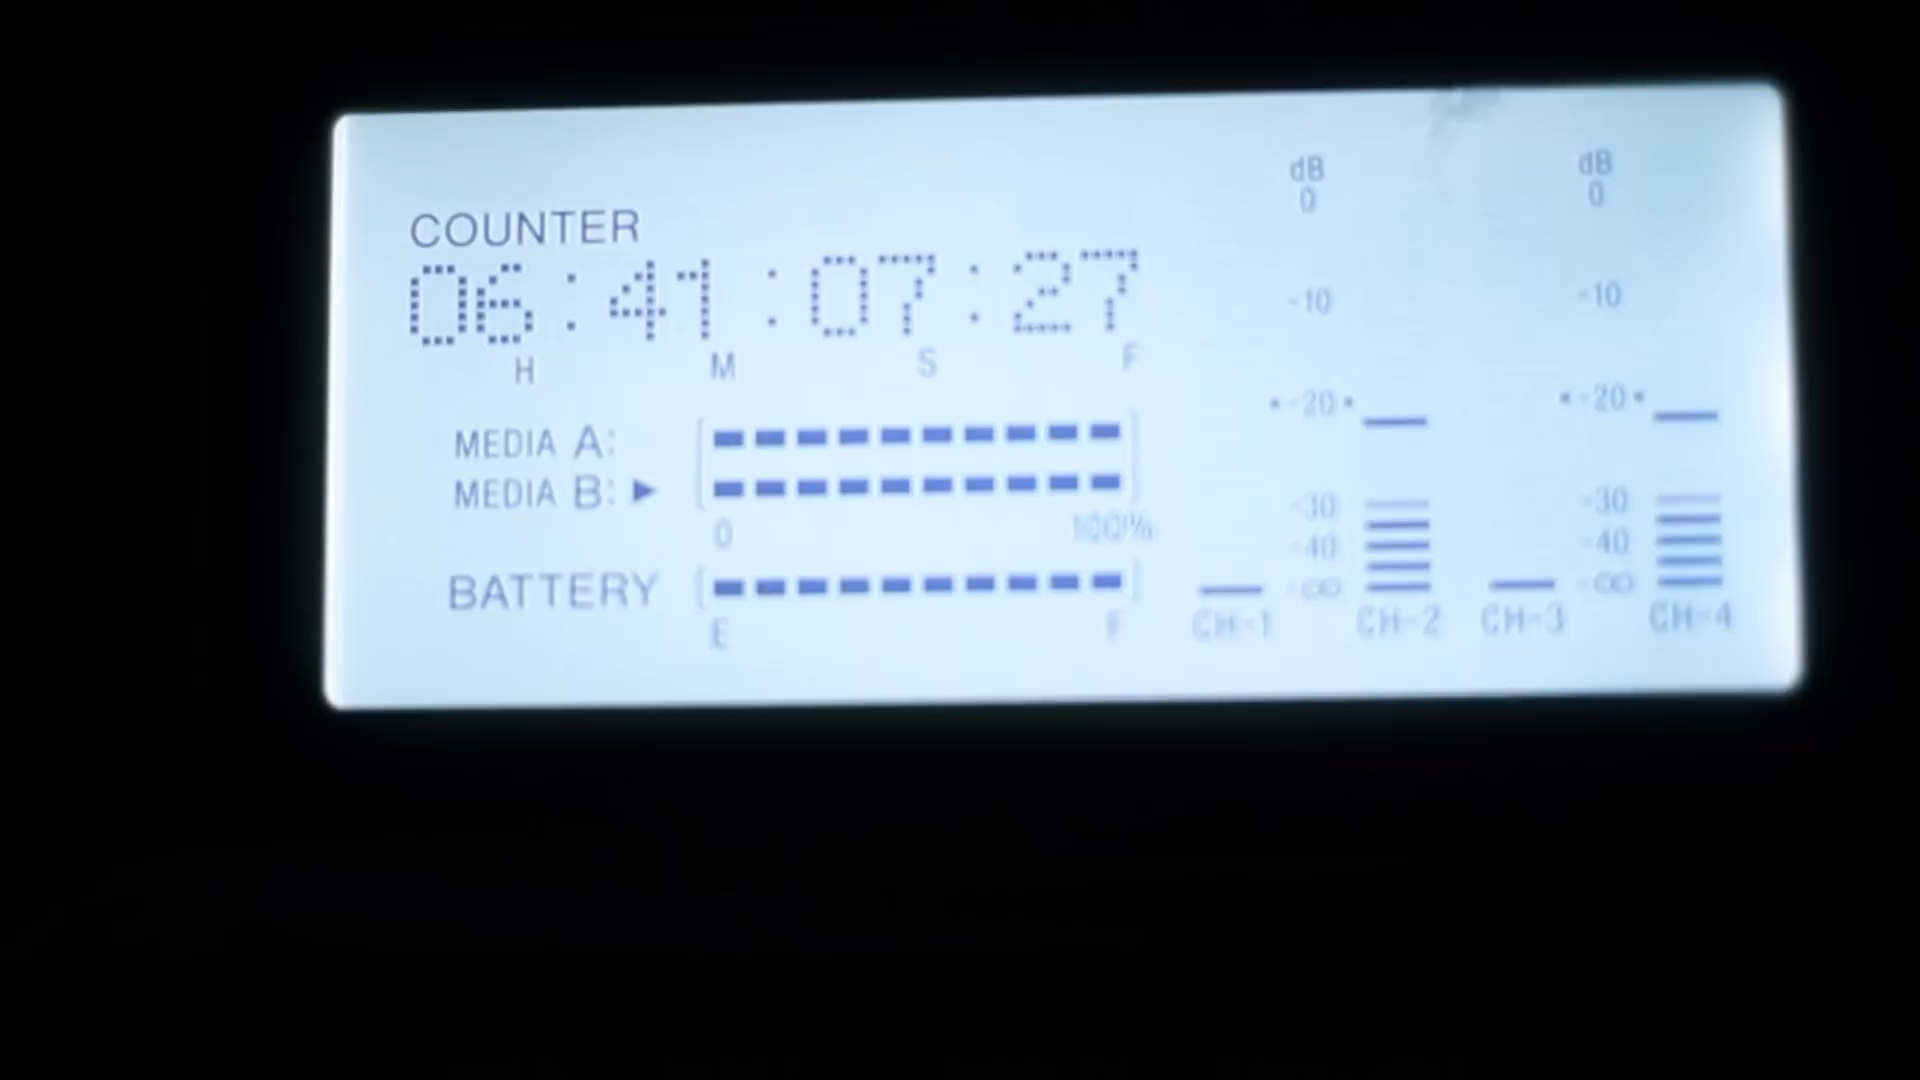 COUNTER
06:41:07:27
H M S F
MEDIA A:
MEDIA B: ▶
0 100%
BATTERY
E F
dB
0
-10
-20
-30
-40
-∞
CH-1 CH-2
dB
0
-10
-20
-30
-40
-∞
CH-3 CH-4